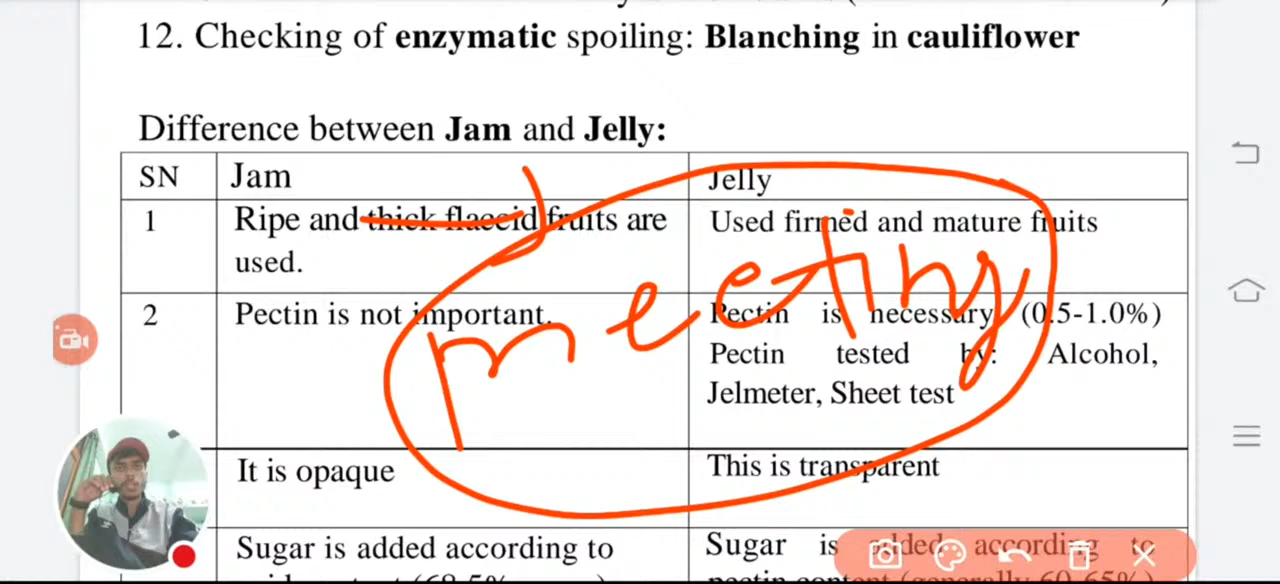 12. Checking of enzymatic spoiling: Blanching in cauliflower
Difference between Jam and Jelly:
SN Jam Jelly
1 Ripe and thick flaccid fruits are used. Used firmed and mature fruits
2 Pectin is not important. Pectin is necessary (0.5-1.0%)
Pectin tested by: Alcohol,
Jelmeter, Sheet test
meeting
It is opaque This is transparent
Sugar is added according to Sugar is added according to